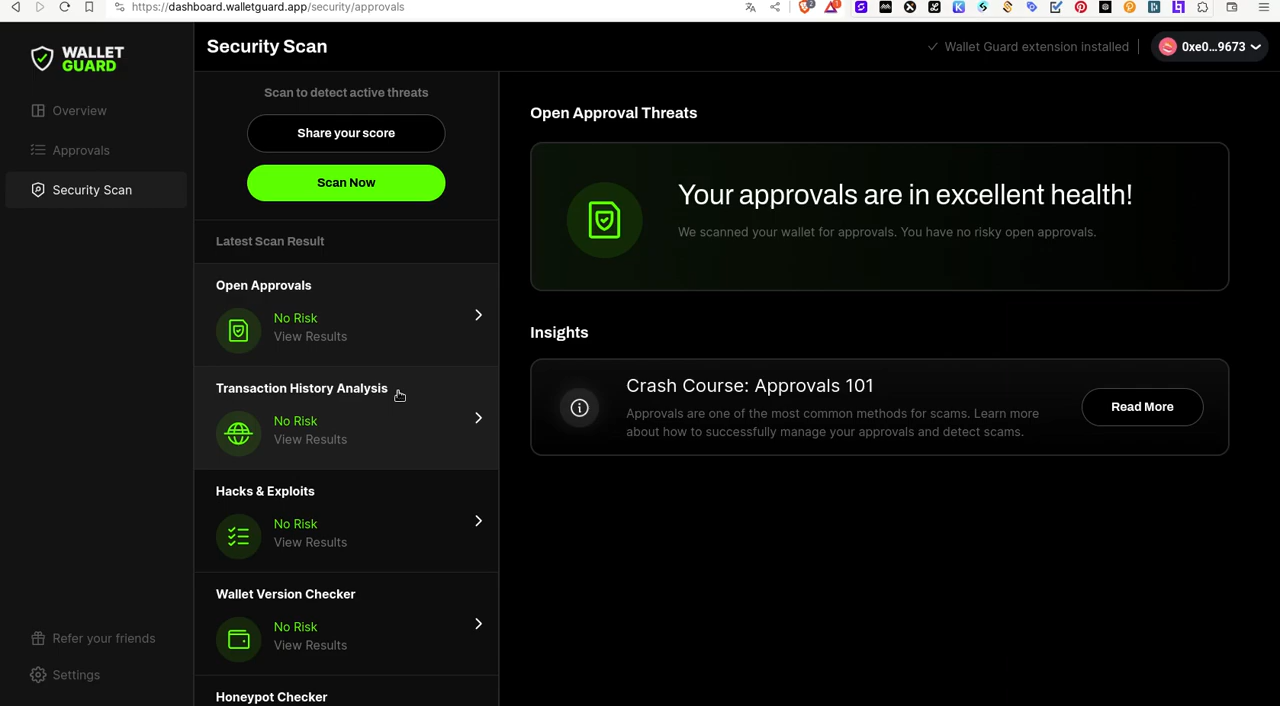 https://dashboard.walletguard.app/security/approvals
WALLET
GUARD
Overview
Approvals
Security Scan
Refer your friends
Settings
Security Scan
Wallet Guard extension installed
0xe0...9673
Scan to detect active threats
Share your score
Scan Now
Latest Scan Result
Open Approvals
No Risk
View Results
Transaction History Analysis
No Risk
View Results
Hacks & Exploits
No Risk
View Results
Wallet Version Checker
No Risk
View Results
Honeypot Checker
Open Approval Threats
Your approvals are in excellent health!
We scanned your wallet for approvals. You have no risky open approvals.
Insights
Crash Course: Approvals 101
Approvals are one of the most common methods for scams. Learn more
about how to successfully manage your approvals and detect scams.
Read More